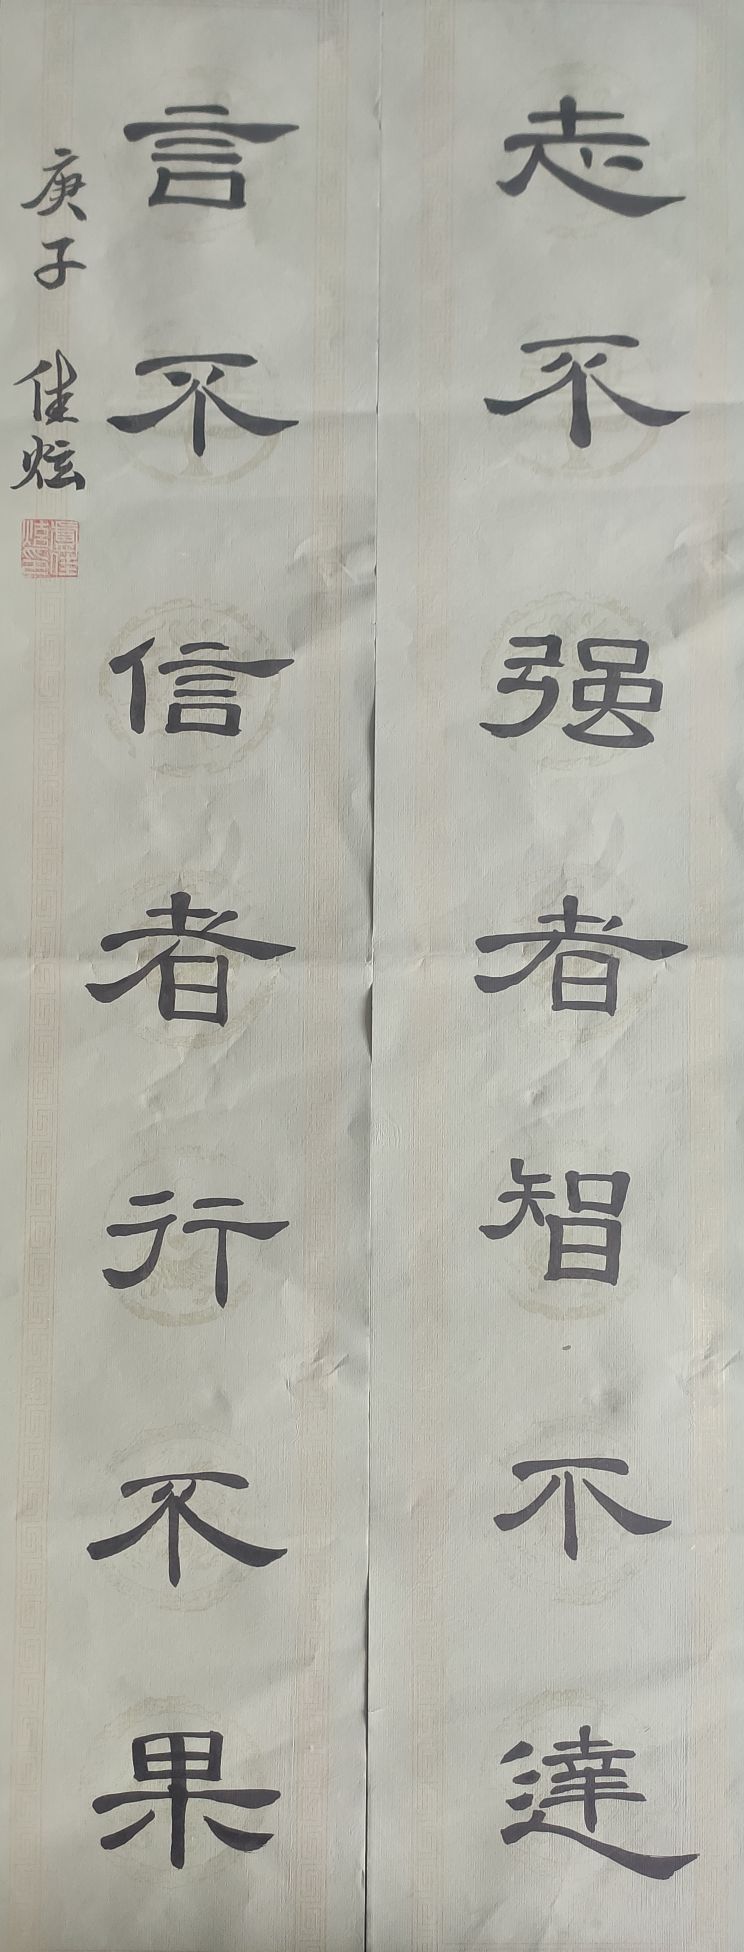 志不强者智不達
言不信者行不果
庚子 佳炫